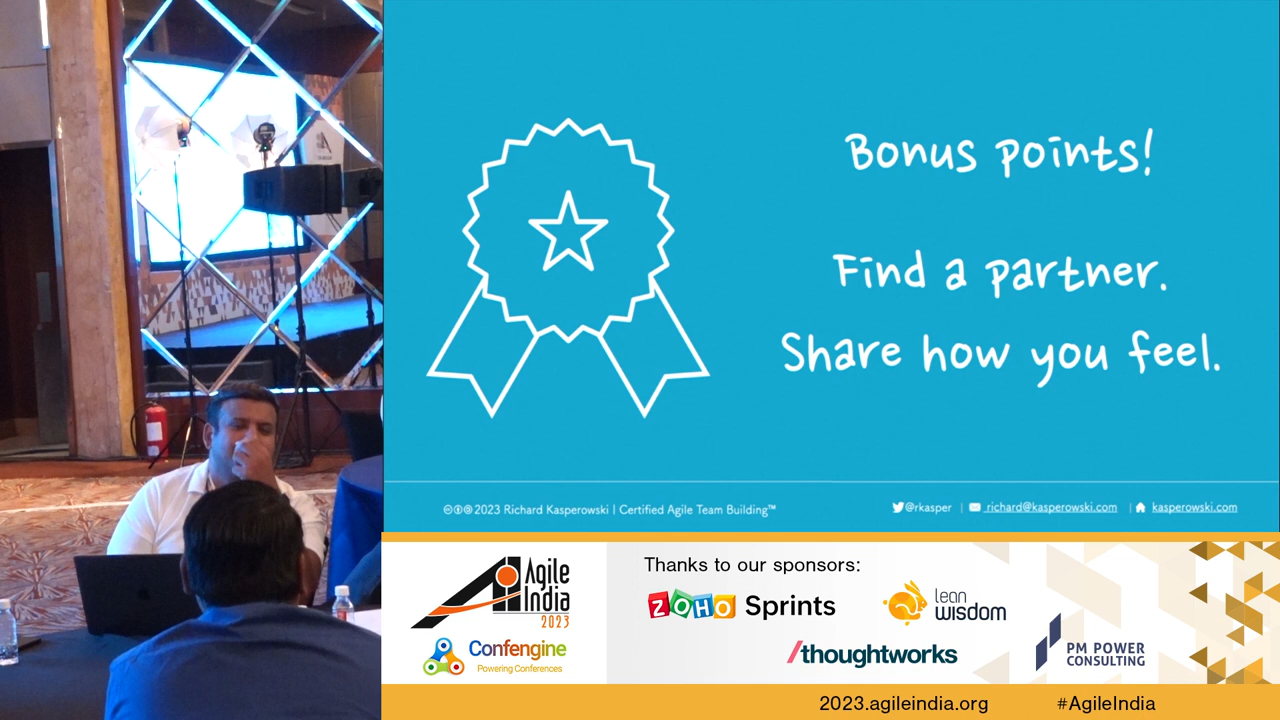 Bonus points!
Find a partner.
Share how you feel.
2023 Richard Kasperowski | Certified Agile Team Building™
@rkasper | richard@kasperowski.com | kasperowski.com
Agile
India
2023
Confengine
Powering Conferences
Thanks to our sponsors:
ZOHO Sprints
lean
wisdom
/thoughtworks
PM POWER
CONSULTING
2023.agileindia.org #AgileIndia